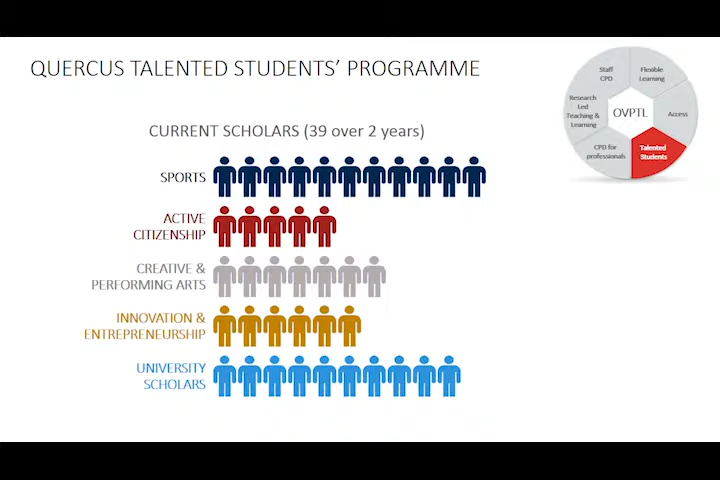 QUERCUS TALENTED STUDENTS' PROGRAMME
CURRENT SCHOLARS (39 over 2 years)
SPORTS
ACTIVE
CITIZENSHIP
CREATIVE &
PERFORMING ARTS
INNOVATION &
ENTREPRENEURSHIP
UNIVERSITY
SCHOLARS
Staff
CPD
Flexible
Learning
Research
Led
Teaching &
Learning
OVPTL
Access
CPD for
professionals
Talented
Students